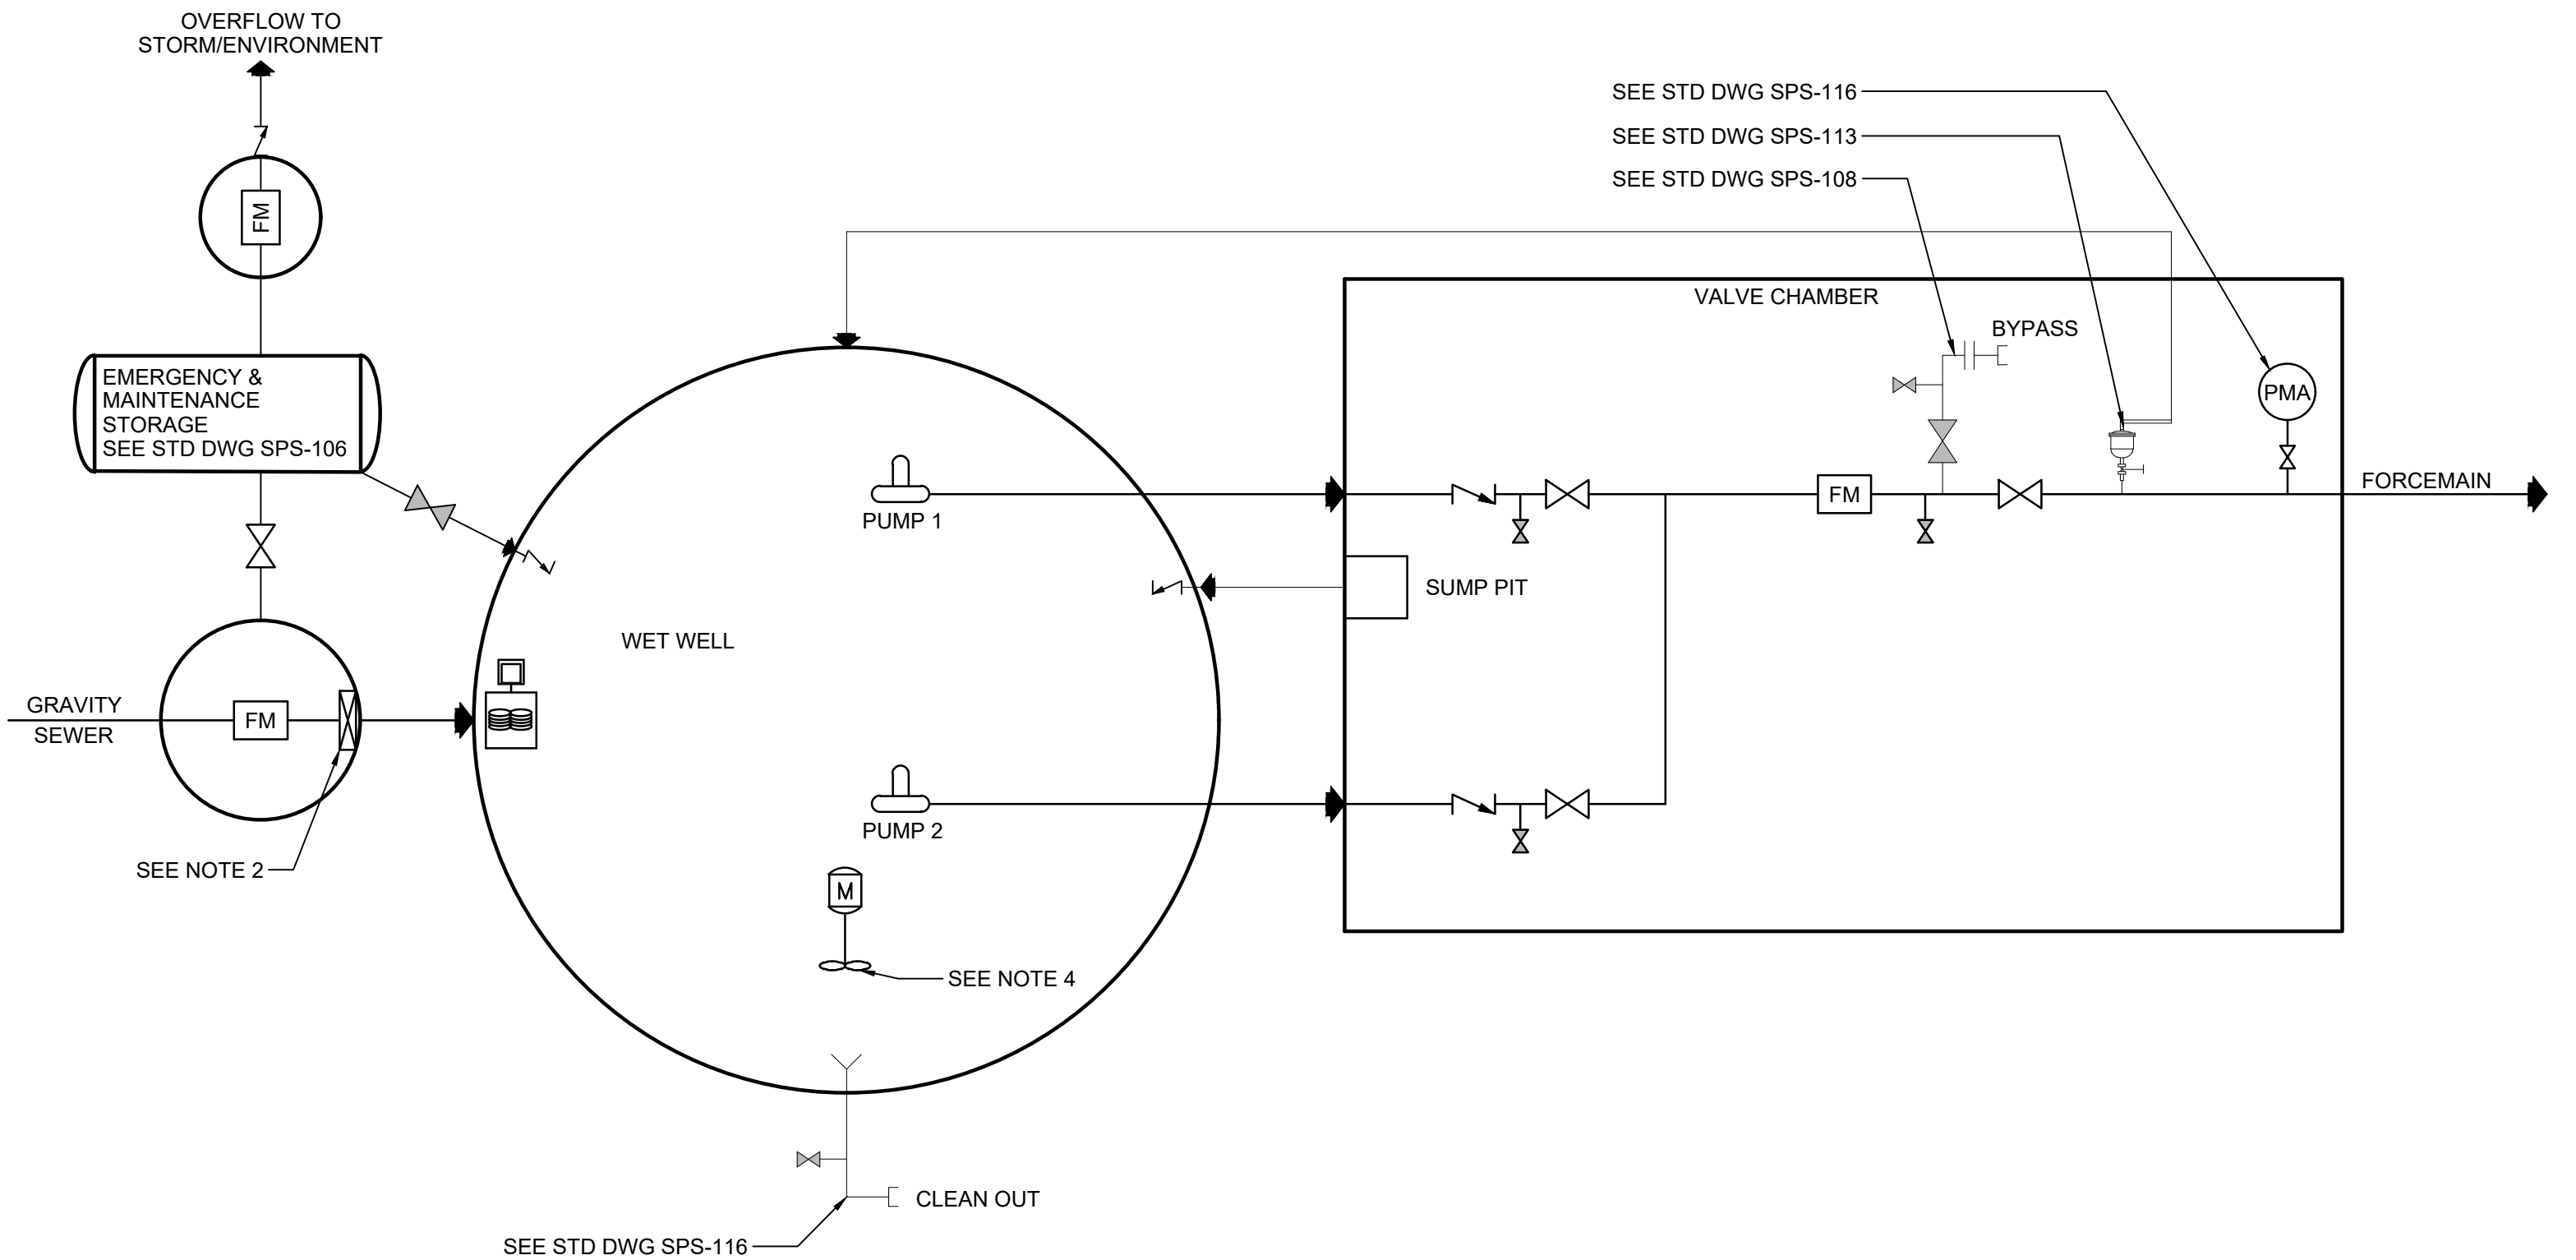 OVERFLOW TO
STORM/ENVIRONMENT
SEE STD DWG SPS-116
SEE STD DWG SPS-113
SEE STD DWG SPS-108
FM
VALVE CHAMBER
BYPASS
EMERGENCY &
MAINTENANCE
STORAGE
SEE STD DWG SPS-106
PMA
PUMP 1
FM
FORCEMAIN
SUMP PIT
WET WELL
GRAVITY
SEWER
FM
PUMP 2
SEE NOTE 2
M
SEE NOTE 4
CLEAN OUT
SEE STD DWG SPS-116